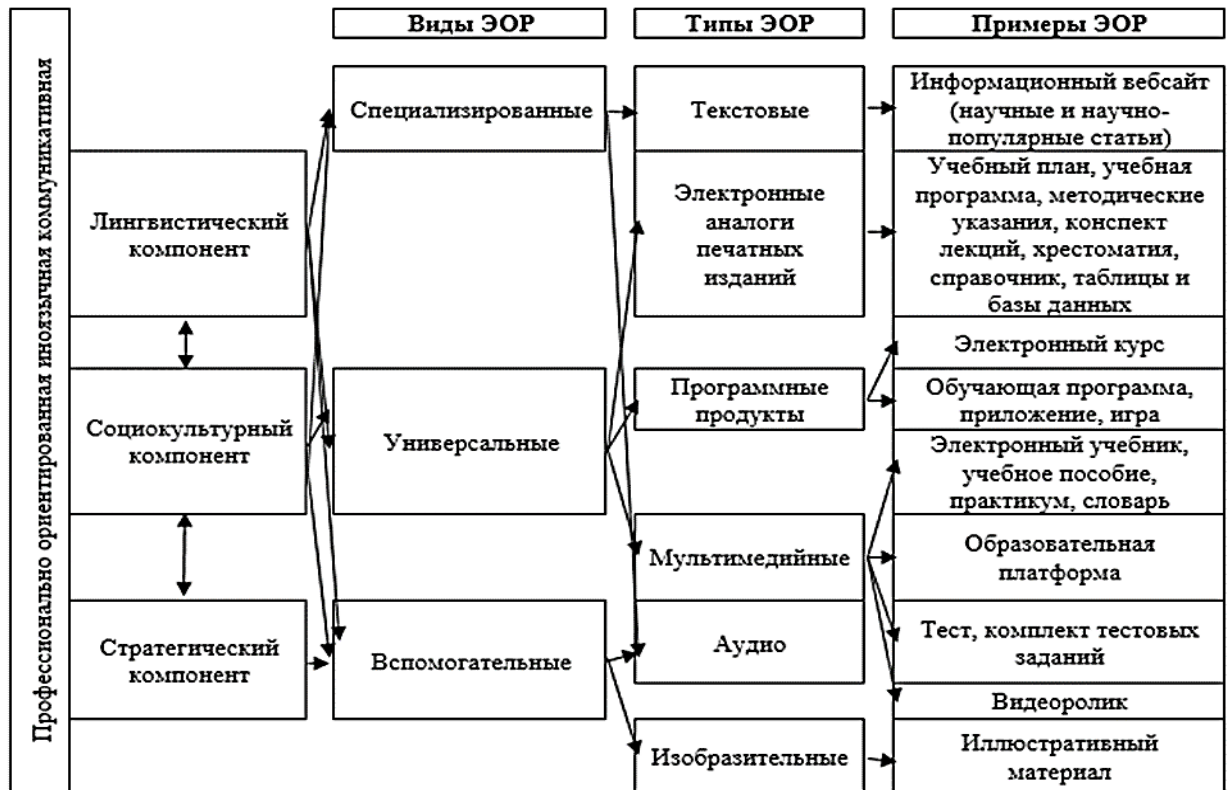 Профессионально ориентированная иноязычная коммуникативная
Виды ЭОР
Типы ЭОР
Примеры ЭОР
Лингвистический
компонент
Социокультурный
компонент
Стратегический
компонент
Специализированные
Универсальные
Вспомогательные
Текстовые
Электронные
аналоги
печатных
изданий
Программные
продукты
Мультимедийные
Аудио
Изобразительные
Информационный вебсайт
(научные и научно-
популярные статьи)
Учебный план, учебная
программа, методические
указания, конспект
лекций, хрестоматия,
справочник, таблицы и
базы данных
Электронный курс
Обучающая программа,
приложение, игра
Электронный учебник,
учебное пособие,
практикум, словарь
Образовательная
платформа
Тест, комплект тестовых
заданий
Видеоролик
Иллюстративный
материал